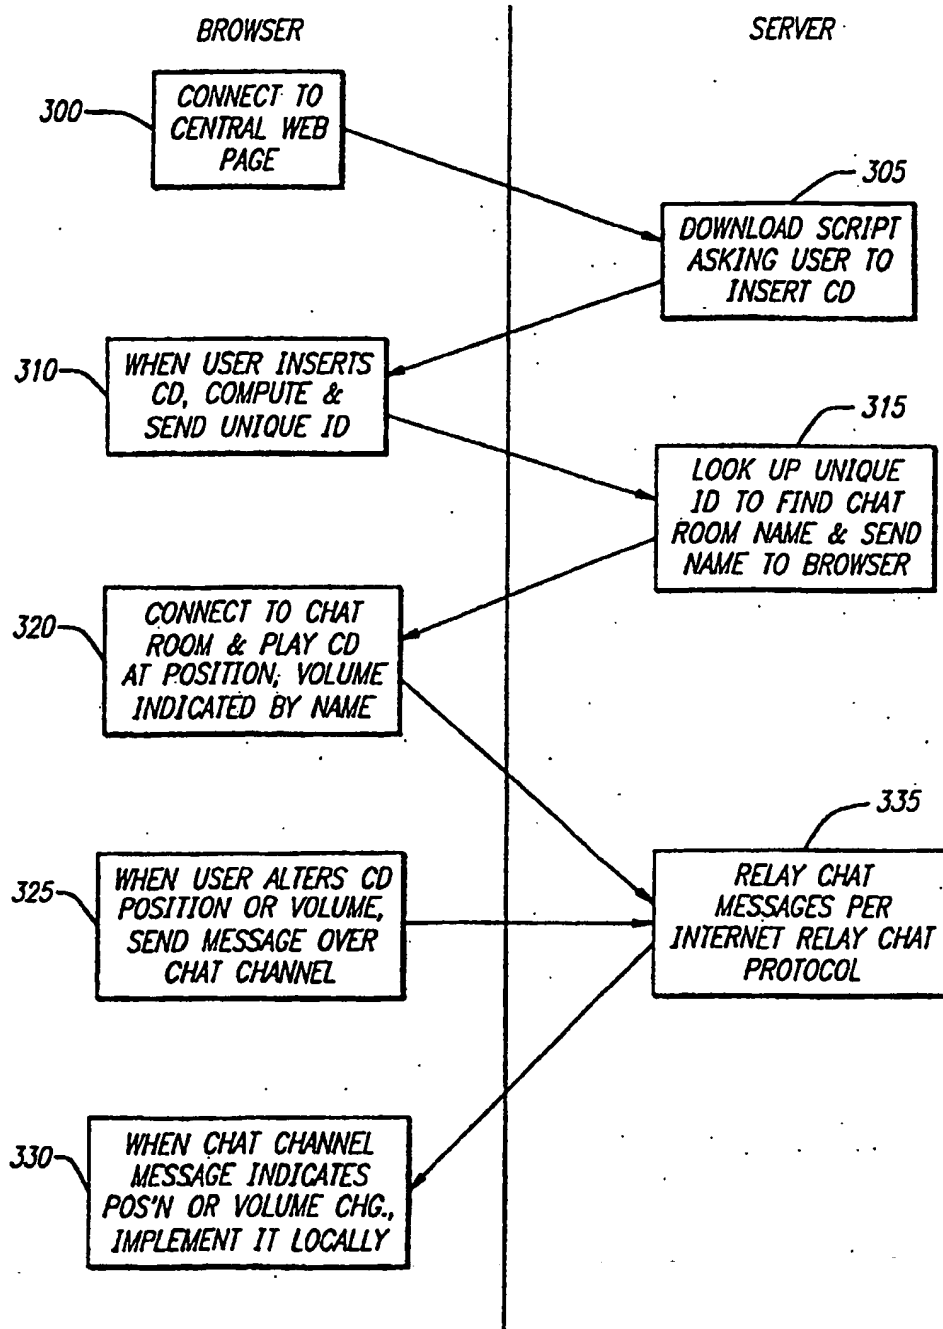 BROWSER
SERVER
300
CONNECT TO
CENTRAL WEB
PAGE
305
DOWNLOAD SCRIPT
ASKING USER TO
INSERT CD
310
WHEN USER INSERTS
CD, COMPUTE &
SEND UNIQUE ID
315
LOOK UP UNIQUE
ID TO FIND CHAT
ROOM NAME & SEND
NAME TO BROWSER
320
CONNECT TO CHAT
ROOM & PLAY CD
AT POSITION, VOLUME
INDICATED BY NAME
335
RELAY CHAT
MESSAGES PER
INTERNET RELAY CHAT
PROTOCOL
325
WHEN USER ALTERS CD
POSITION OR VOLUME,
SEND MESSAGE OVER
CHAT CHANNEL
330
WHEN CHAT CHANNEL
MESSAGE INDICATES
POS'N OR VOLUME CHG.,
IMPLEMENT IT LOCALLY